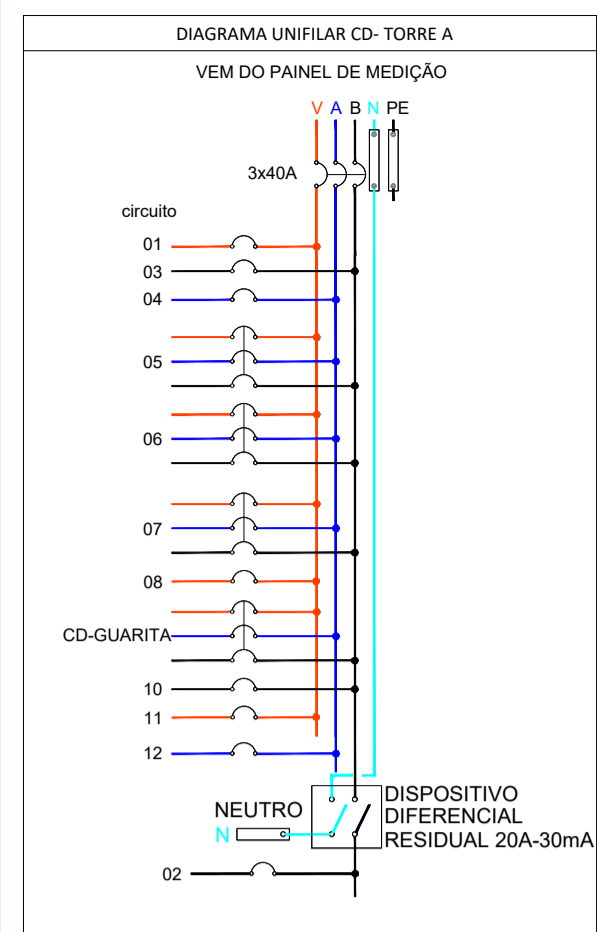 DIAGRAMA UNIFILAR CD- TORRE A
VEM DO PAINEL DE MEDIÇÃO
V A B N PE
3x40A
circuito
01
03
04
05
06
07
08
CD-GUARITA
10
11
12
DISPOSITIVO
DIFERENCIAL
RESIDUAL 20A-30mA
NEUTRO
N
02